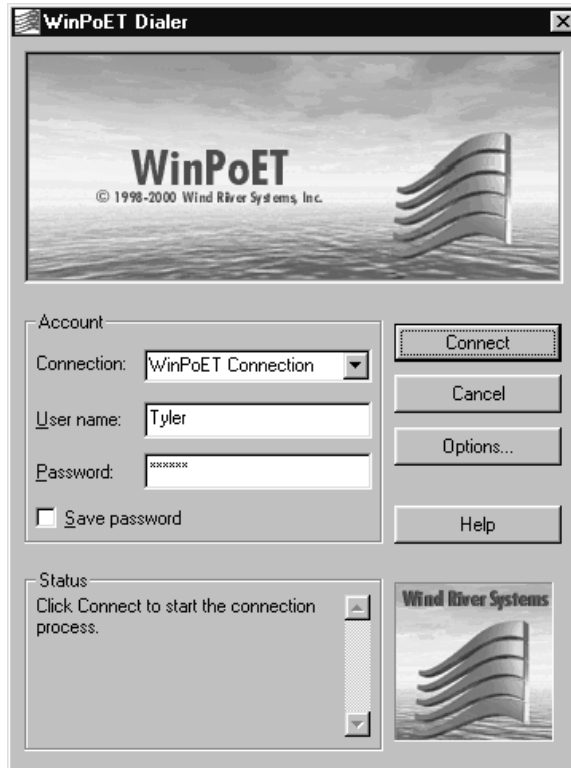 WinPoET Dialer
WinPoET
© 1998-2000 Wind River Systems, Inc.
Account
Connection:
WinPoET Connection
User name:
Tyler
Password:
******
Save password
Connect
Cancel
Options...
Help
Status
Click Connect to start the connection
process.
Wind River Systems